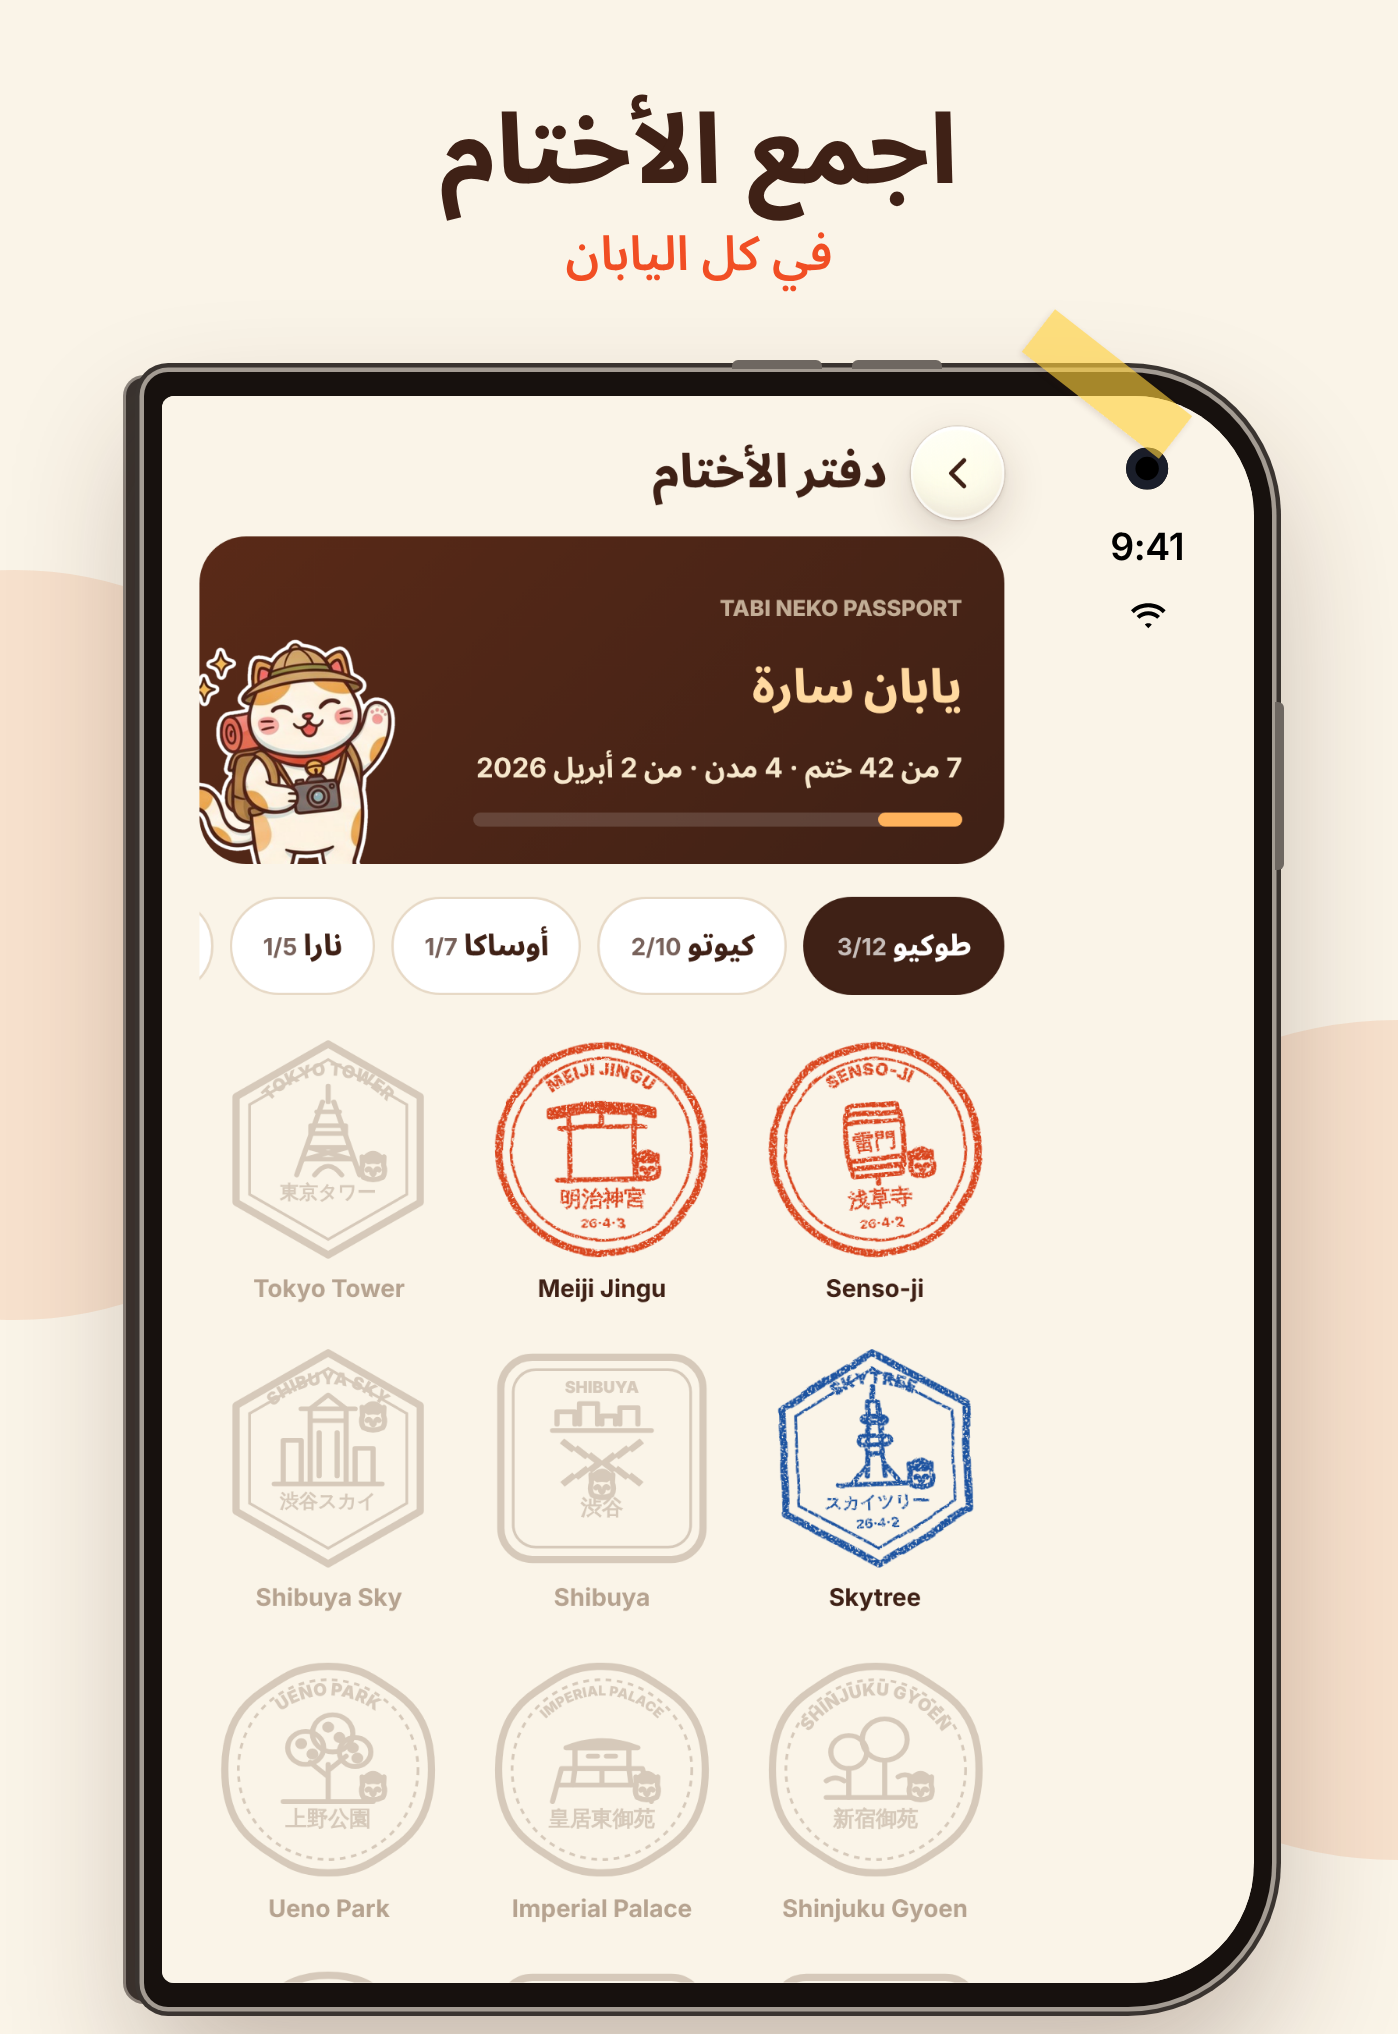 اجمع الأختام
في كل اليابان
دفتر الأختام
9:41
TABI NEKO PASSPORT
يابان سارة
7 من 42 ختم · 4 مدن · من 2 أبريل 2026
طوكيو 3/12
كيوتو 2/10
أوساكا 1/7
نارا 1/5
SENSO-JI
雷門
浅草寺
26·4·2
Senso-ji
MEIJI JINGU
明治神宮
26·4·3
Meiji Jingu
TOKYO TOWER
東京タワー
Tokyo Tower
SKYTREE
スカイツリー
26·4·2
Skytree
SHIBUYA
渋谷
Shibuya
SHIBUYA SKY
渋谷スカイ
Shibuya Sky
SHINJUKU GYOEN
新宿御苑
Shinjuku Gyoen
IMPERIAL PALACE
皇居東御苑
Imperial Palace
UENO PARK
上野公園
Ueno Park